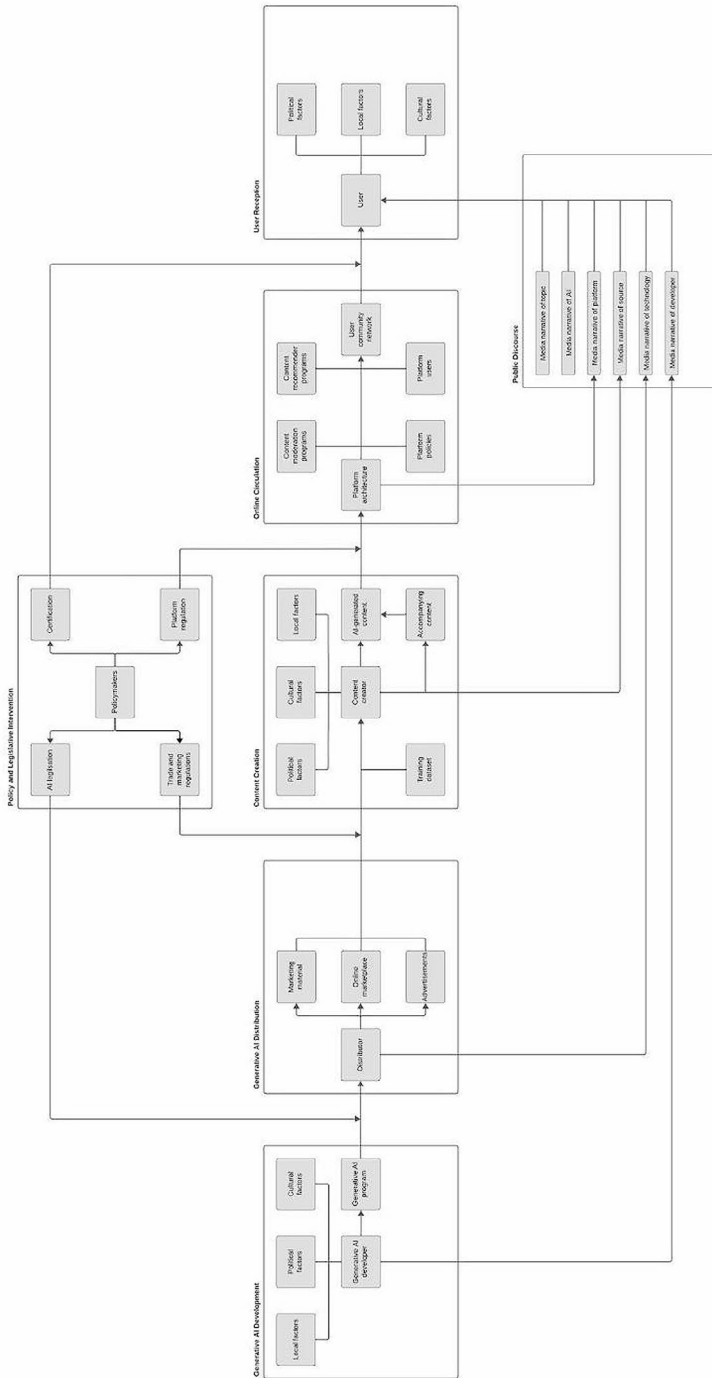 Policy and Legislative Intervention
AI legilisation
Certification
Policymakers
Trade and
marketing
regulations
Platform
regulation
Generative AI Development
Local factors
Political
factors
Cultural
factors
Generative AI
developer
Generative AI
program
Generative AI Distribution
Marketing
material
Distributor
Online
marketplace
Advertisements
Content Creation
Political
factors
Cultural
factors
Local factors
Content
creator
AI-generated
content
Training
dataset
Accompanying
content
Online Circulation
Content
moderation
programs
Content
recommender
programs
Platform
architecture
User
community
network
Platform
policies
Platform
users
User Reception
Political
factors
User
Local factors
Cultural
factors
Public Discourse
Media narrative of topic
Media narrative of AI
Media narrative of platform
Media narrative of source
Media narrative of technology
Media narrative of developer